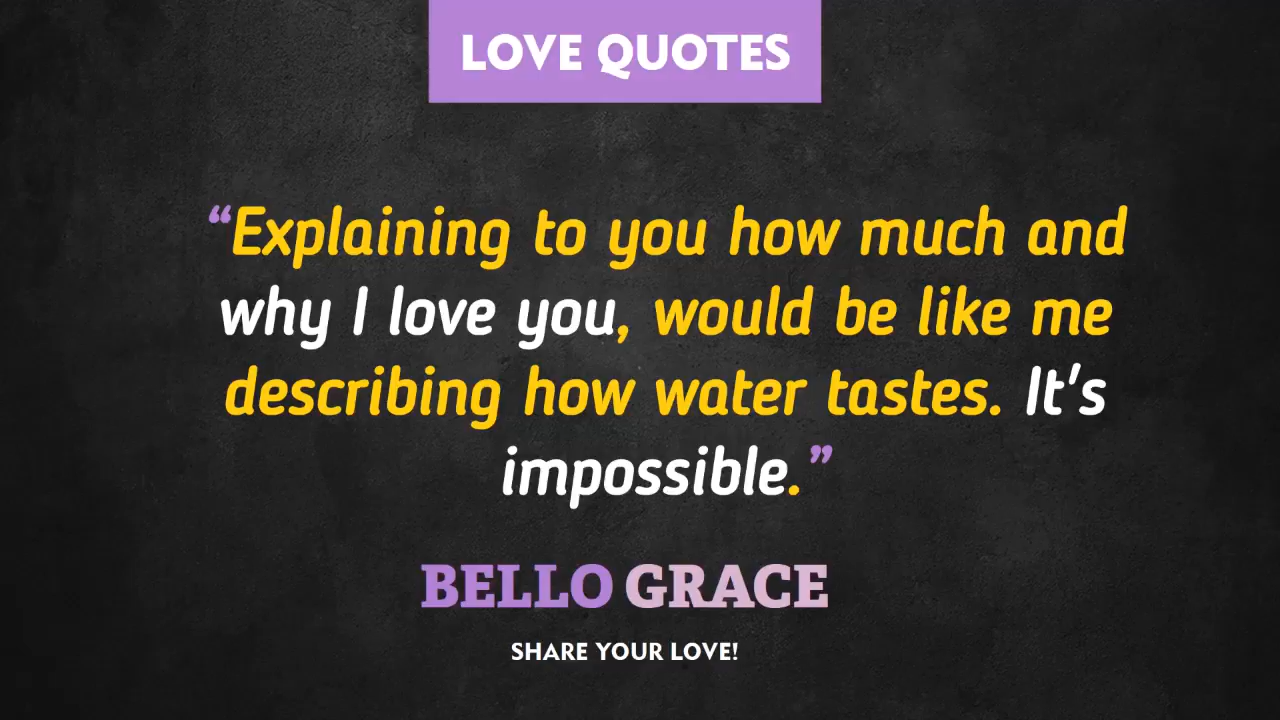 LOVE QUOTES
“Explaining to you how much and
why I love you, would be like me
describing how water tastes. It's
impossible.”
BELLO GRACE
SHARE YOUR LOVE!